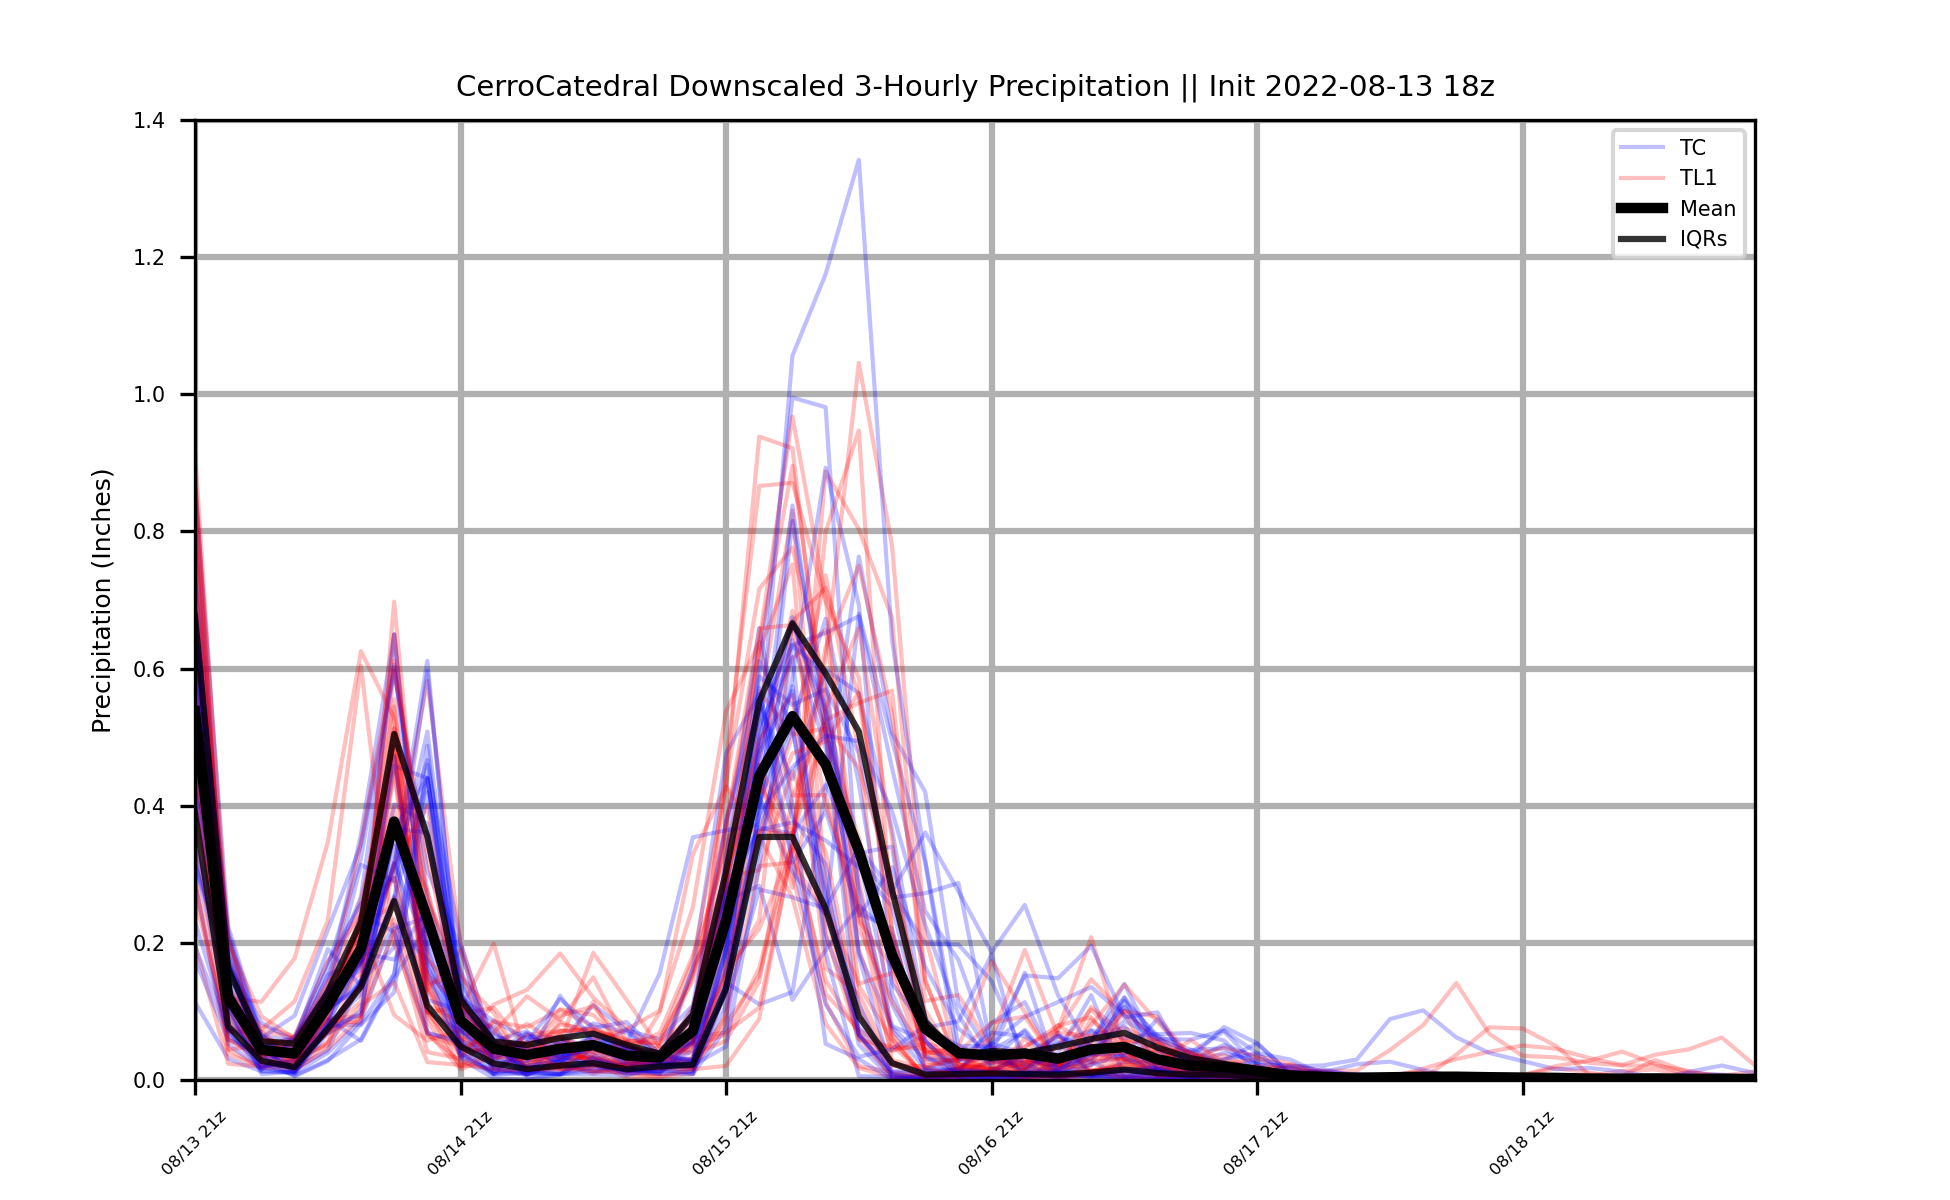 CerroCatedral Downscaled 3-Hourly Precipitation || Init 2022-08-13 18z
Precipitation (Inches)
1.4
1.2
1.0
0.8
0.6
0.4
0.2
0.0
TC
TL1
Mean
IQRs
08/13 21z
08/14 21z
08/15 21z
08/16 21z
08/17 21z
08/18 21z